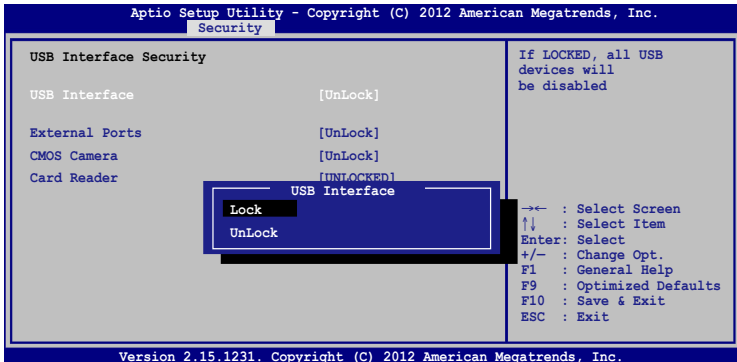 Aptio Setup Utility - Copyright (C) 2012 American Megatrends, Inc.
Security
USB Interface Security
USB Interface [UnLock]
External Ports [UnLock]
CMOS Camera [UnLock]
Card Reader [UNLOCKED]
USB Interface
Lock
UnLock
If LOCKED, all USB
devices will
be disabled
→← : Select Screen
↑↓ : Select Item
Enter: Select
+/— : Change Opt.
F1 : General Help
F9 : Optimized Defaults
F10 : Save & Exit
ESC : Exit
Version 2.15.1231. Copyright (C) 2012 American Megatrends, Inc.